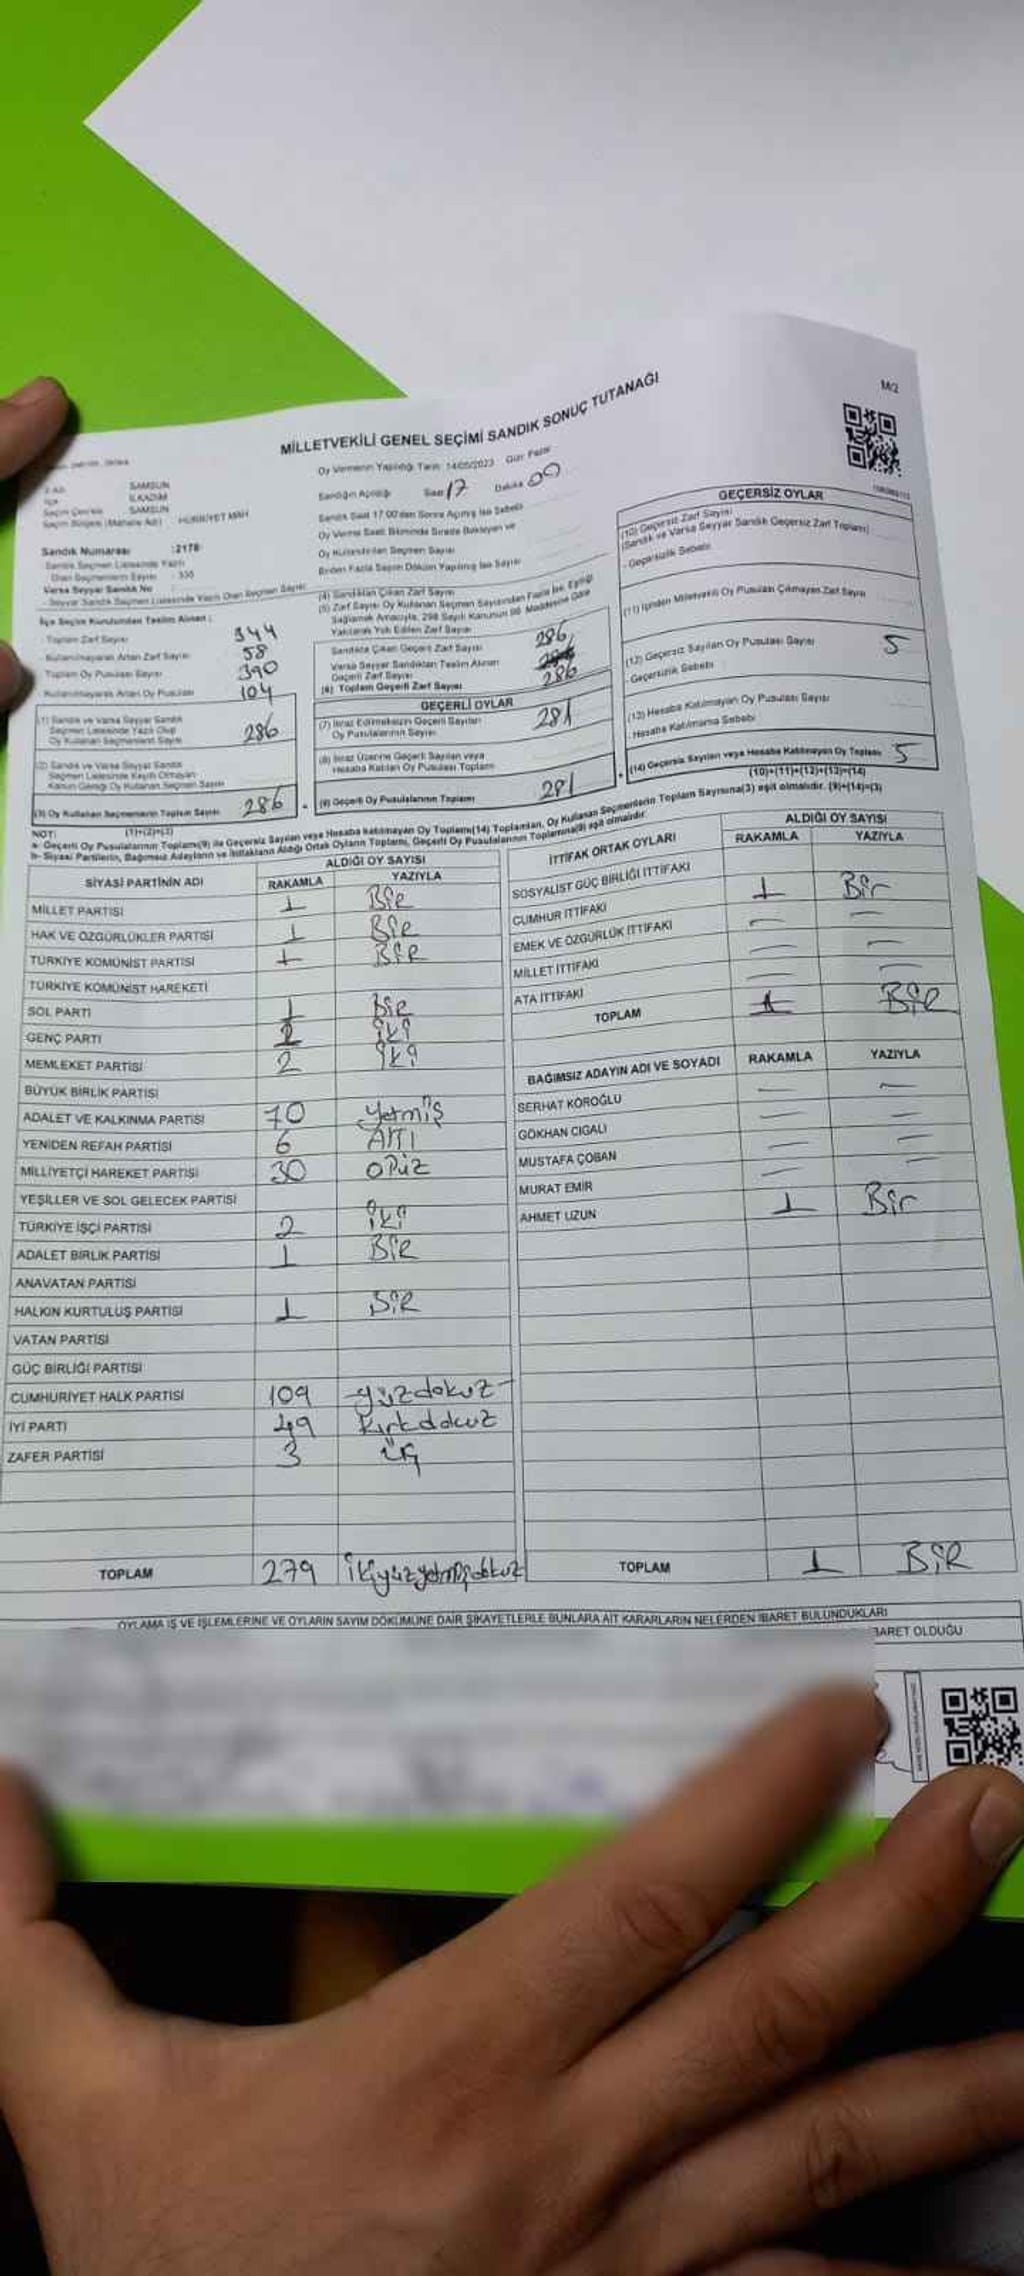 M/2
MİLLETVEKİLİ GENEL SEÇİMİ SANDIK SONUÇ TUTANAĞI
SAMSUN
İLKADIM
Seçim Çevresi SAMSUN
Seçim Bölgesi (Mahalle Adı) : HÜRRİYET MAH
Sandık Numarası :2178
Sandık Seçmen Listesinde Yazılı
Olan Seçmenlerin Sayısı
Varsa Seyyar Sandık No
Oy Vermenin Yapıldığı Tarih: 14/05/2023 Gün: Pazar
Sandığın Açıldığı Saat 17 Dakika 00
Sandık Saat 17:00'den Sonra Açılmış İse Sebebi
Oy Verme Saati Bitiminde Sırada Bekleyen ve
Oy Kullandırılan Seçmen Sayısı
Birden Fazla Sayım Döküm Yapılmış İse Sayısı
İlçe Seçim Kurulundan Teslim Alınan :
Toplam Zarf Sayısı 344
Kullanılmayarak Artan Zarf Sayısı 58
Toplam Oy Pusulası Sayısı 390
Kullanılmayarak Artan Oy Pusulası 104
(1) Sandık ve Varsa Seyyar Sandık
Seçmen Listesinde Yazılı Olup
Oy Kullanan Seçmenlerin Sayısı 286
(2) Sandık ve Varsa Seyyar Sandık
Seçmen Listesinde Kayıtlı Olmayan
Kanun Gereği Oy Kullanan Seçmen Sayısı
(3) Oy Kullanan Seçmenlerin Toplam Sayısı 286
(1)+(2)=(3)
(4) Sandıktan Çıkan Zarf Sayısı
(5) Zarf Sayısı Oy Kullanan Seçmen Sayısından Fazla İse, Eşitliği
Sağlamak Amacıyla, 298 Sayılı Kanunun 98. Maddesine Göre
Yakılarak Yok Edilen Zarf Sayısı
Sandıkta Çıkan Geçerli Zarf Sayısı 286
Varsa Seyyar Sandıktan Teslim Alınan
Geçerli Zarf Sayısı
(6) Toplam Geçerli Zarf Sayısı 286
GEÇERLİ OYLAR
(7) İtiraz Edilmeksizin Geçerli Sayılan
Oy Pusulalarının Sayısı 281
(8) İtiraz Üzerine Geçerli Sayılan veya
Hesaba Katılan Oy Pusulası Toplamı
(9) Geçerli Oy Pusulalarının Toplamı 281
GEÇERSİZ OYLAR
(10) Geçersiz Zarf Sayısı
(Sandık ve Varsa Seyyar Sandık Geçersiz Zarf Toplamı)
- Geçersizlik Sebebi
(11) İçinden Milletvekili Oy Pusulası Çıkmayan Zarf Sayısı
(12) Geçersiz Sayılan Oy Pusulası Sayısı 5
Geçersizlik Sebebi
(13) Hesaba Katılmayan Oy Pusulası Sayısı
- Hesaba Katılmama Sebebi
(14) Geçersiz Sayılan veya Hesaba Katılmayan Oy Toplamı 5
(10)+(11)+(12)+(13)=(14)
NOT:
a- Geçerli Oy Pusulalarının Toplamı(9) ile Geçersiz Sayılan veya Hesaba katılmayan Oy Toplamı(14) Toplamları, Oy Kullanan Seçmenlerin Toplam Sayısına(3) eşit olmalıdır. (9)+(14)=(3)
b- Siyasi Partilerin, Bağımsız Adayların ve İttifakların Aldığı Ortak Oyların Toplamı, Geçerli Oy Pusulalarının Toplamına(9) eşit olmalıdır.
SİYASİ PARTİNİN ADI ALDIĞI OY SAYISI
RAKAMLA YAZIYLA
MİLLET PARTİSİ 1 Bir
HAK VE ÖZGÜRLÜKLER PARTİSİ 1 Bir
TÜRKİYE KOMÜNİST PARTİSİ 1 BİR
TÜRKİYE KOMÜNİST HAREKETİ
SOL PARTİ 1 Bir
GENÇ PARTİ 2 iki
MEMLEKET PARTİSİ 2 iki
BÜYÜK BİRLİK PARTİSİ
ADALET VE KALKINMA PARTİSİ 70 yetmiş
YENİDEN REFAH PARTİSİ 6 Altı
MİLLİYETÇİ HAREKET PARTİSİ 30 OTUZ
YEŞİLLER VE SOL GELECEK PARTİSİ
TÜRKİYE İŞÇİ PARTİSİ 2 iki
ADALET BİRLİK PARTİSİ 1 BİR
ANAVATAN PARTİSİ
HALKIN KURTULUŞ PARTİSİ 1 BİR
VATAN PARTİSİ
GÜÇ BİRLİĞİ PARTİSİ
CUMHURİYET HALK PARTİSİ 109 yüzdokuz
İYİ PARTİ 49 kırkdokuz
ZAFER PARTİSİ 3 üç
TOPLAM 279 ikiyüzyetmişdokuz
İTTİFAK ORTAK OYLARI ALDIĞI OY SAYISI
RAKAMLA YAZIYLA
SOSYALİST GÜÇ BİRLİĞİ İTTİFAKI
CUMHUR İTTİFAKI 1 Bir
EMEK VE ÖZGÜRLÜK İTTİFAKI — —
MİLLET İTTİFAKI — —
ATA İTTİFAKI — —
TOPLAM 1 Bir
BAĞIMSIZ ADAYIN ADI VE SOYADI RAKAMLA YAZIYLA
SERHAT KÖROĞLU — —
GÖKHAN CIGALI — —
MUSTAFA ÇOBAN — —
MURAT EMİR — —
AHMET UZUN 1 Bir
TOPLAM 1 BİR
OYLAMA İŞ VE İŞLEMLERİNE VE OYLARIN SAYIM DÖKÜMÜNE DAİR ŞİKAYETLERLE BUNLARA AİT KARARLARIN NELERDEN İBARET BULUNDUKLARI
BARET OLDUĞU